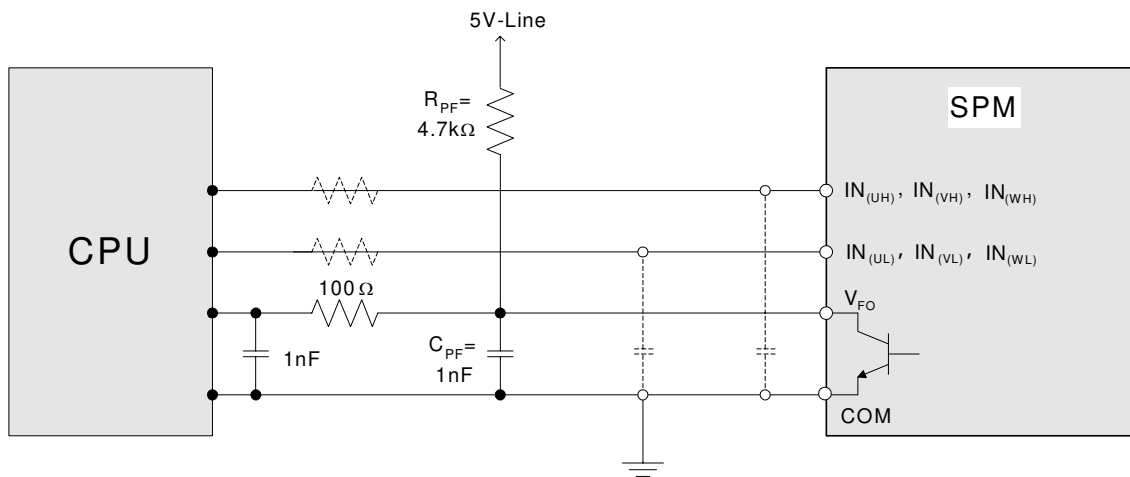 5V-Line
R_PF=
4.7kΩ
SPM
CPU
IN_(UH), IN_(VH), IN_(WH)
IN_(UL), IN_(VL), IN_(WL)
100Ω
V_FO
C_PF=
1nF
1nF
COM